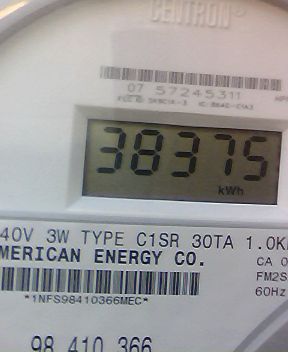 CENTRON®
07 57245311
38375
kWh
40V 3W TYPE C1SR 30TA 1.0K
MERICAN ENERGY CO.
CA 0
FM2S
60Hz
*1NFS98410366MEC*
98 410 366